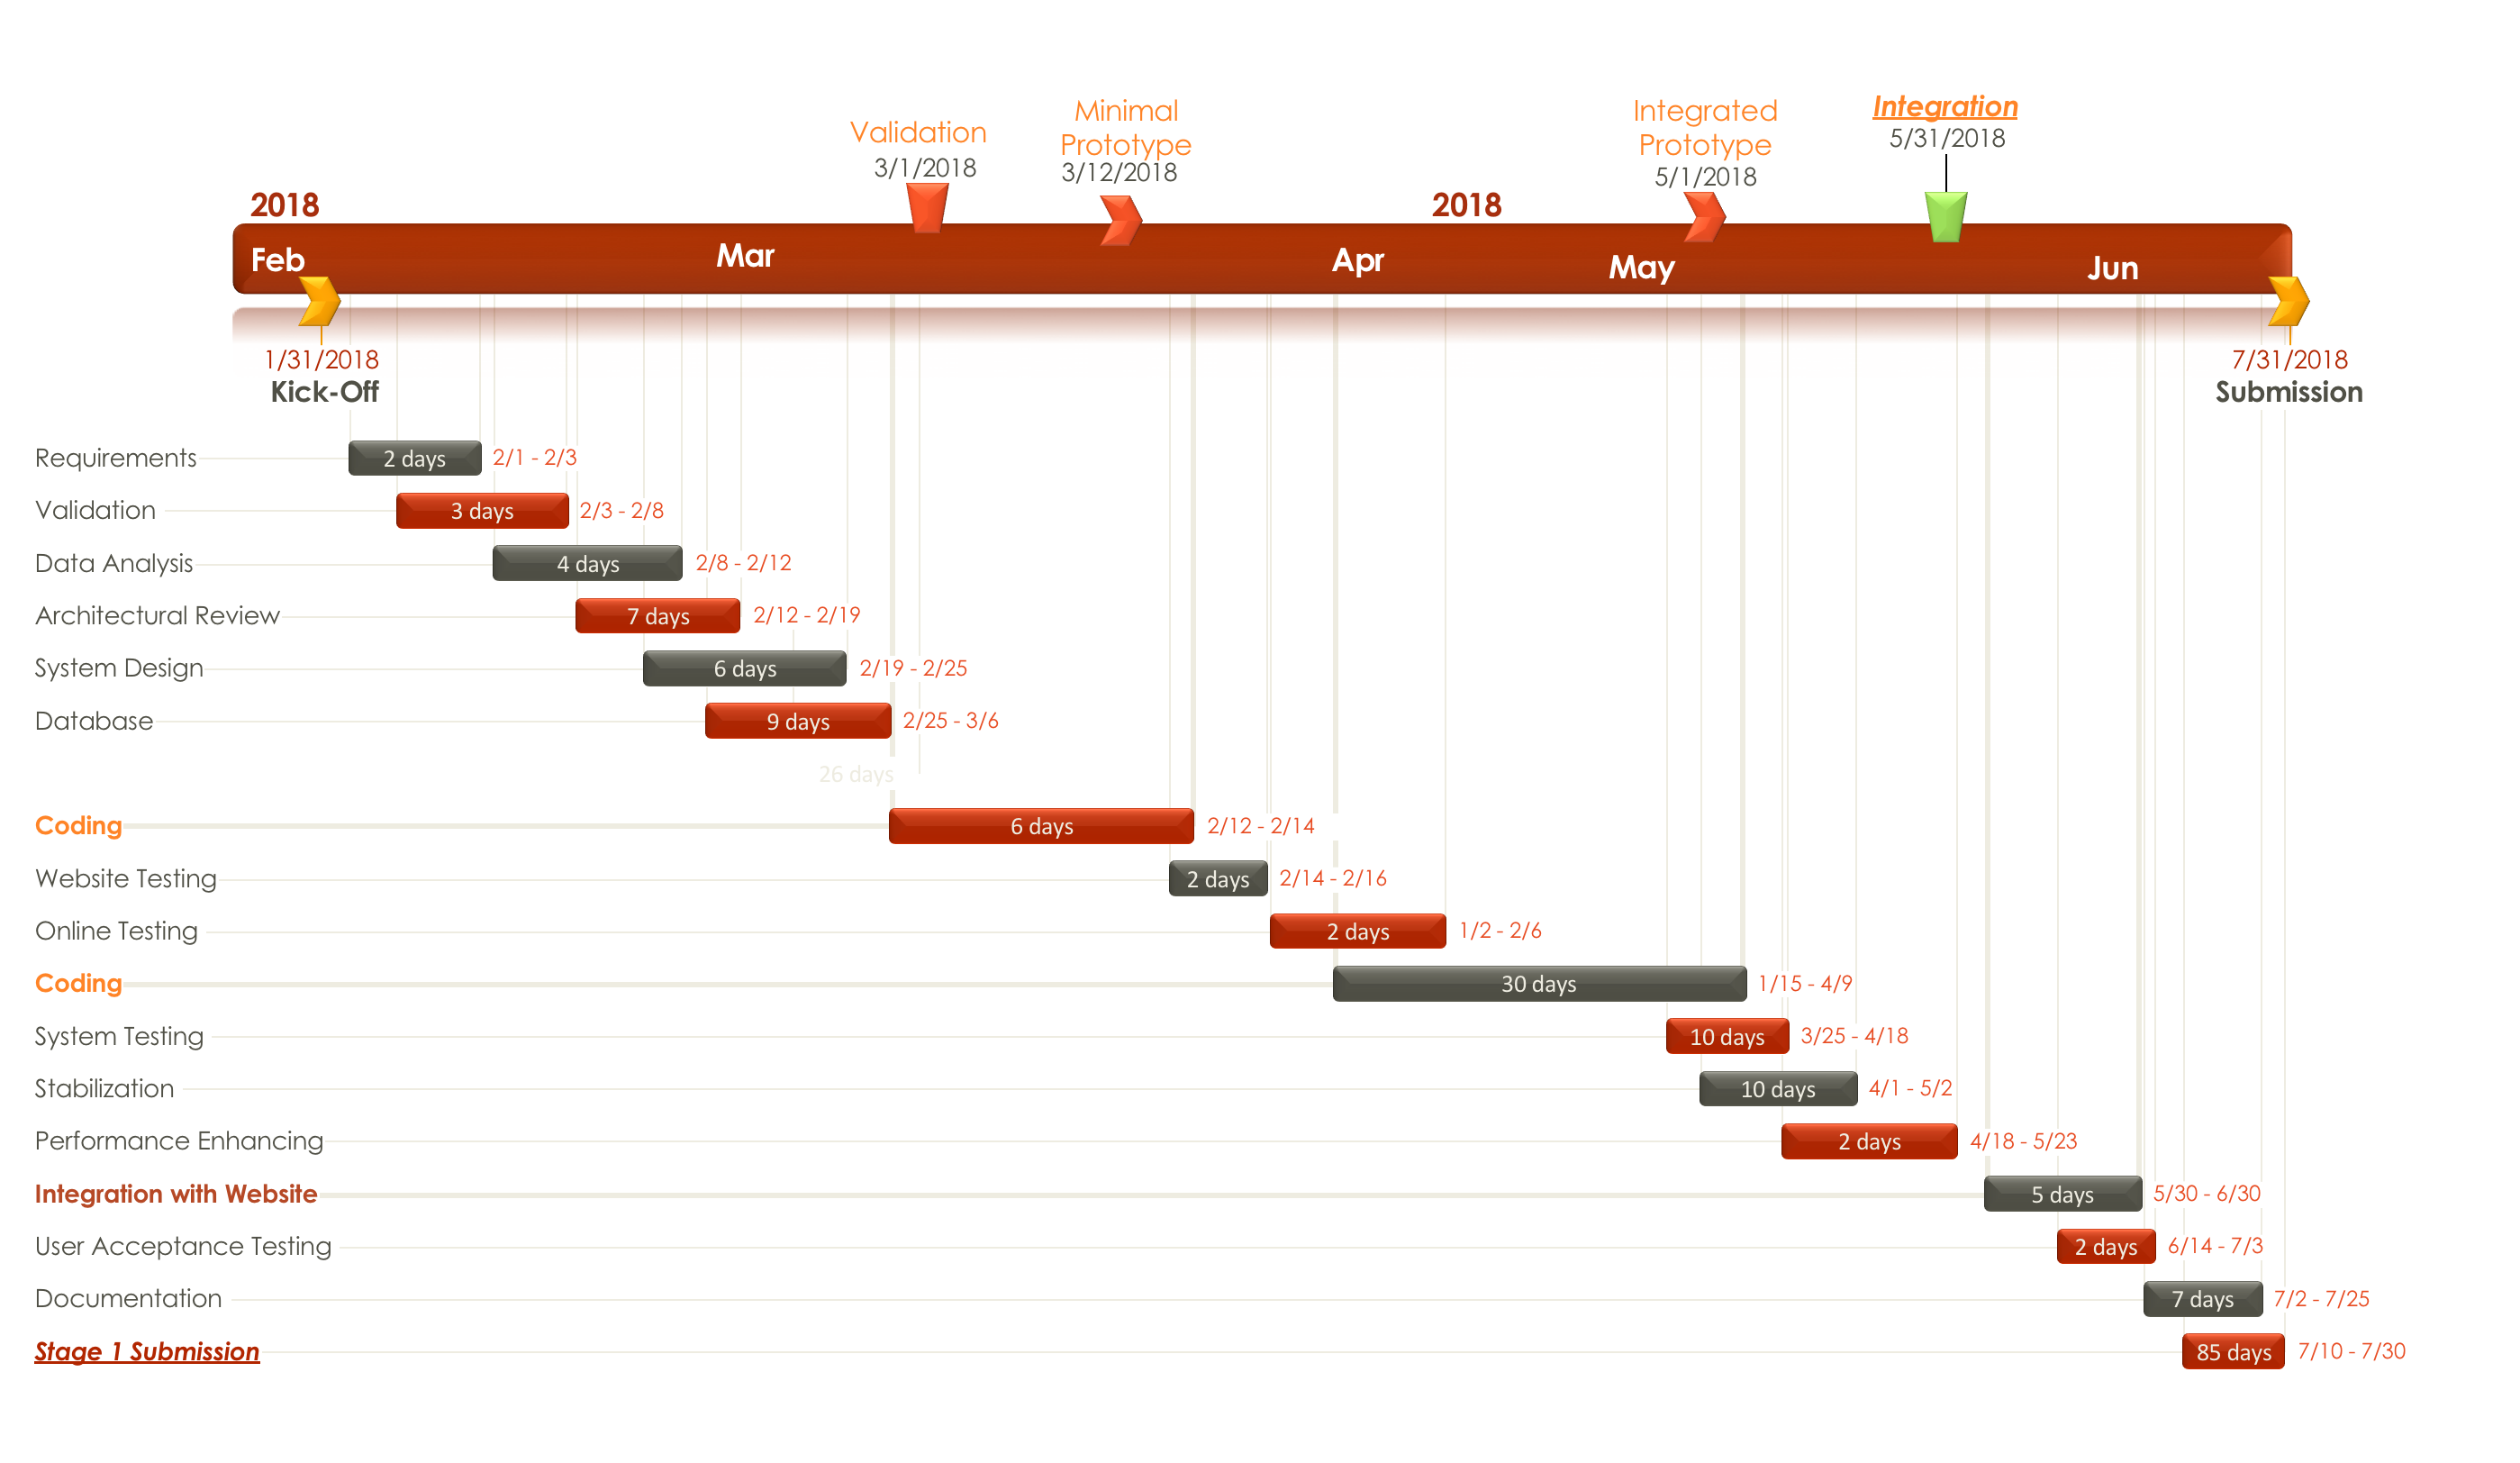 Validation
3/1/2018
Minimal
Prototype
3/12/2018
Integrated
Prototype
5/1/2018
Integration
5/31/2018
2018
2018
Feb
Mar
Apr
May
Jun
1/31/2018
Kick-Off
7/31/2018
Submission
Requirements 2 days 2/1 - 2/3
Validation 3 days 2/3 - 2/8
Data Analysis 4 days 2/8 - 2/12
Architectural Review 7 days 2/12 - 2/19
System Design 6 days 2/19 - 2/25
Database 9 days 2/25 - 3/6
26 days
Coding 6 days 2/12 - 2/14
Website Testing 2 days 2/14 - 2/16
Online Testing 2 days 1/2 - 2/6
Coding 30 days 1/15 - 4/9
System Testing 10 days 3/25 - 4/18
Stabilization 10 days 4/1 - 5/2
Performance Enhancing 2 days 4/18 - 5/23
Integration with Website 5 days 5/30 - 6/30
User Acceptance Testing 2 days 6/14 - 7/3
Documentation 7 days 7/2 - 7/25
Stage 1 Submission 85 days 7/10 - 7/30